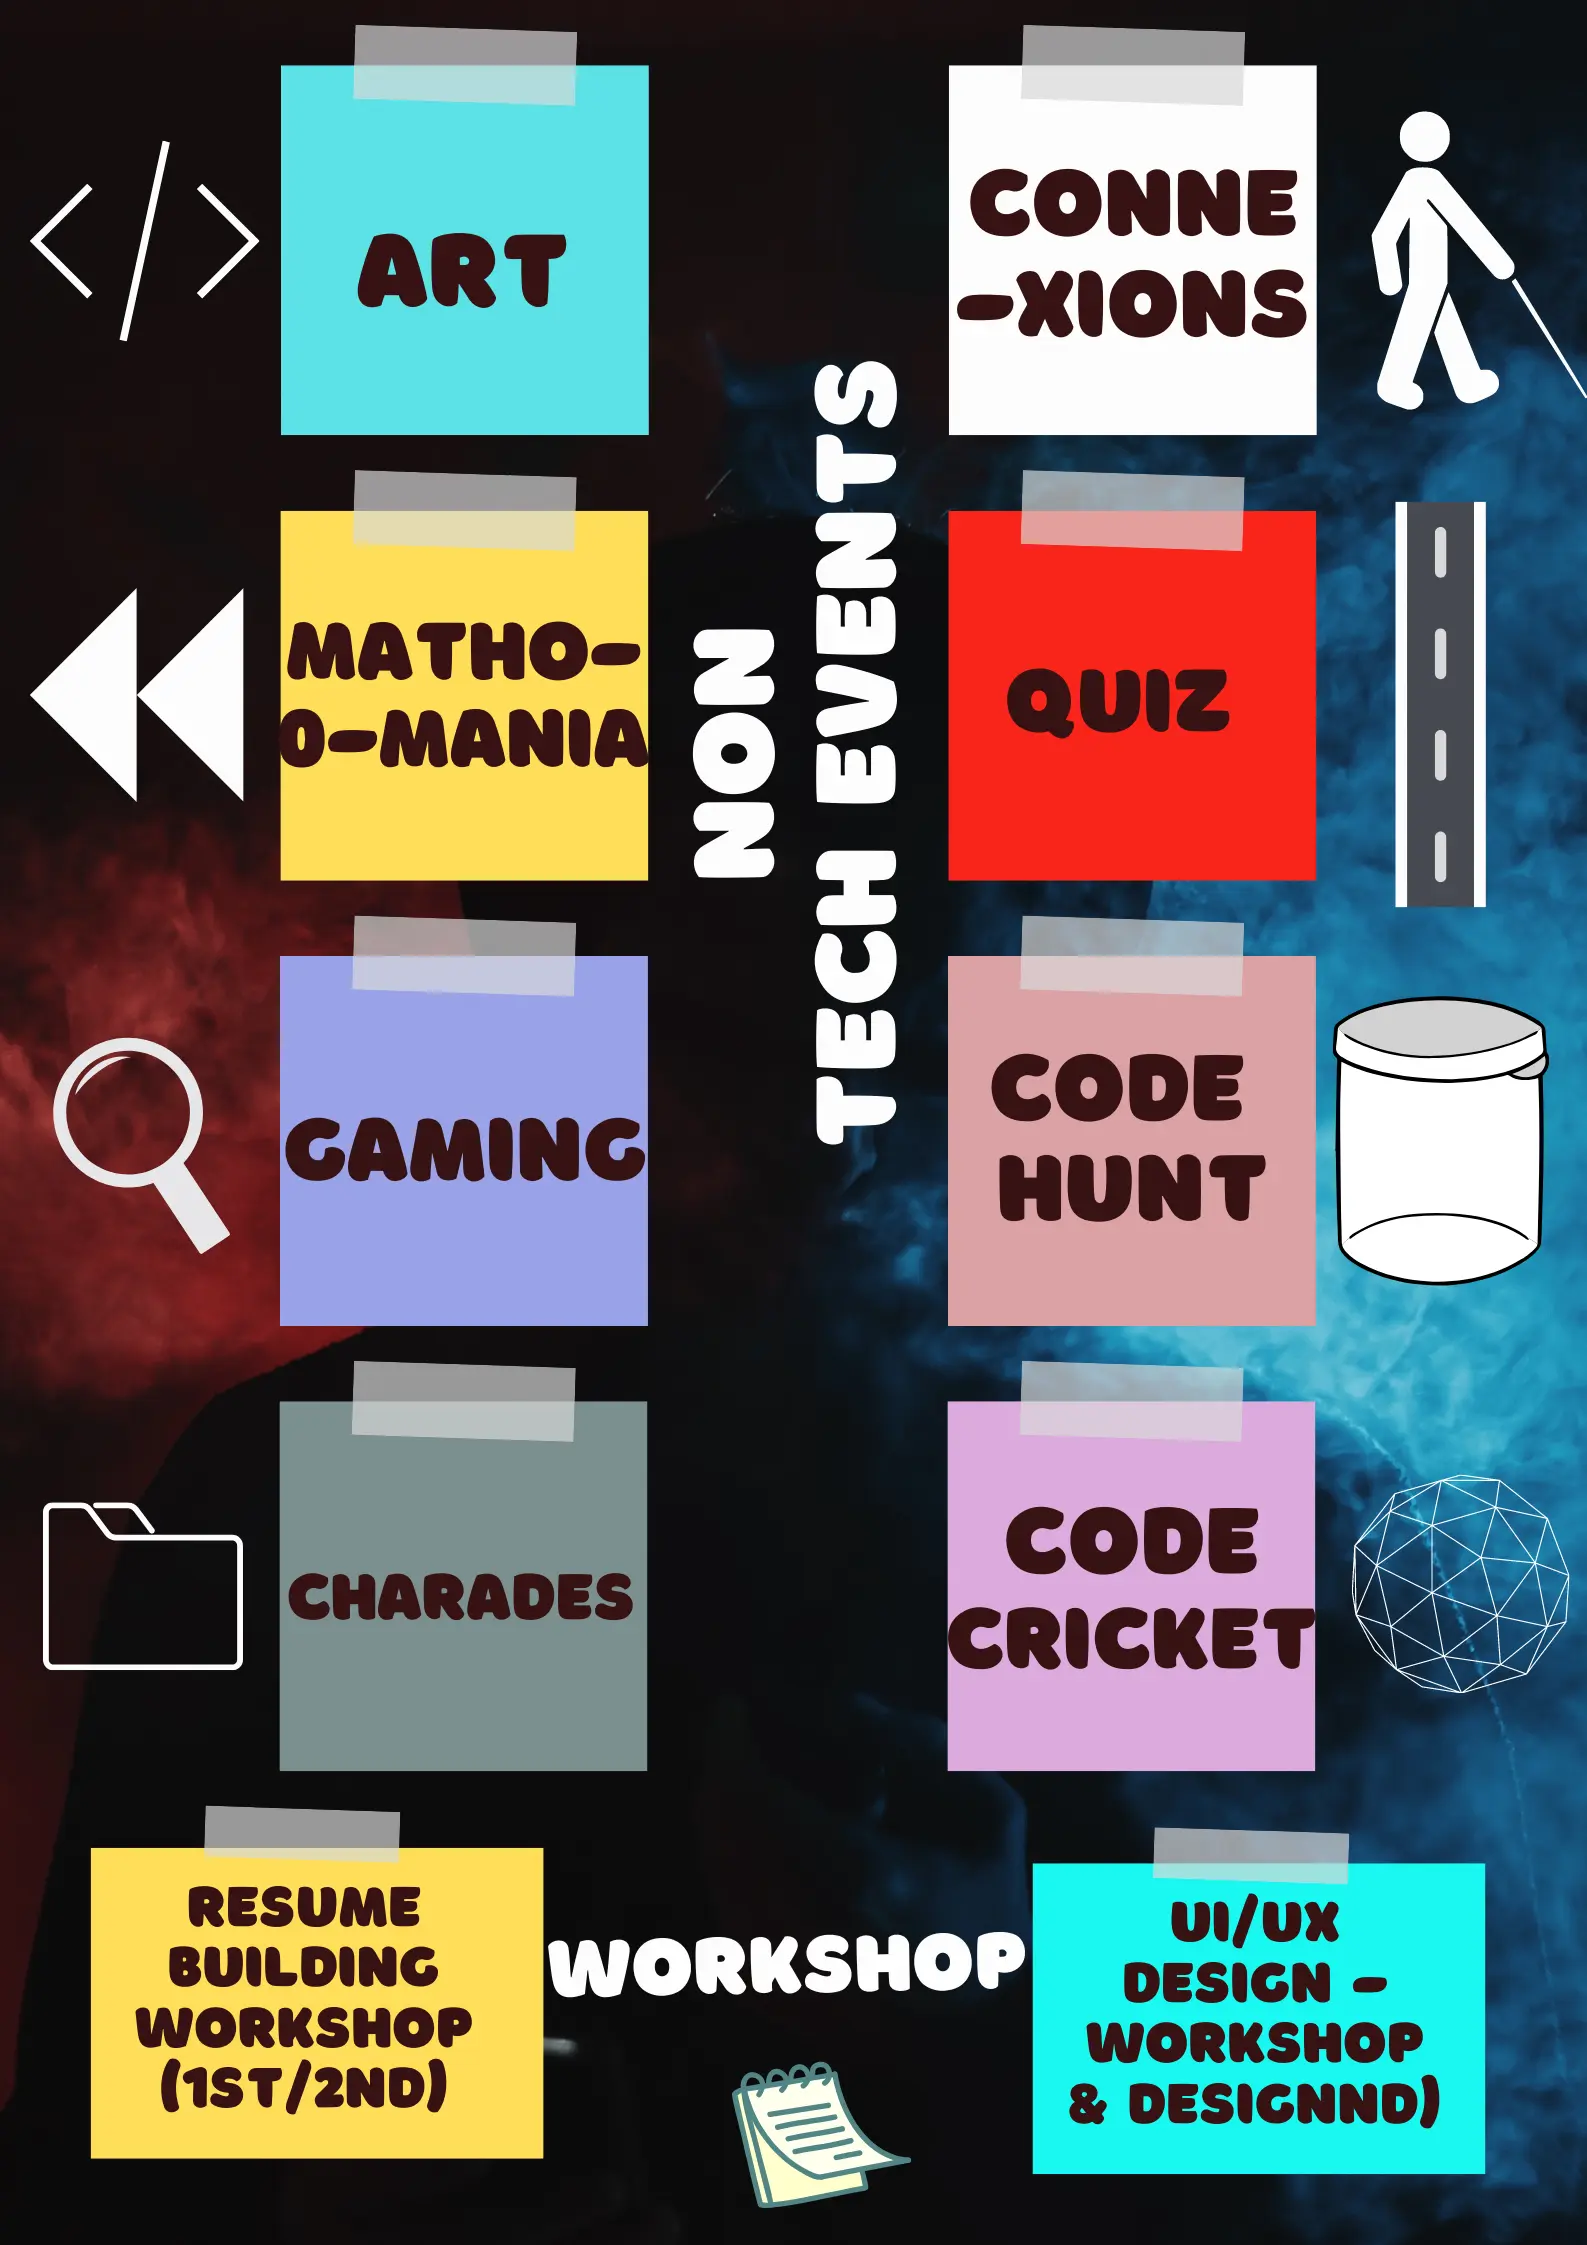 ART
CONNE
-XIONS
MATHO-
O-MANIA
NON
TECH EVENTS
QUIZ
GAMING
CODE
HUNT
CHARADES
CODE
CRICKET
RESUME
BUILDING
WORKSHOP
(1ST/2ND)
WORKSHOP
UI/UX
DESIGN -
WORKSHOP
& DESIGNND)